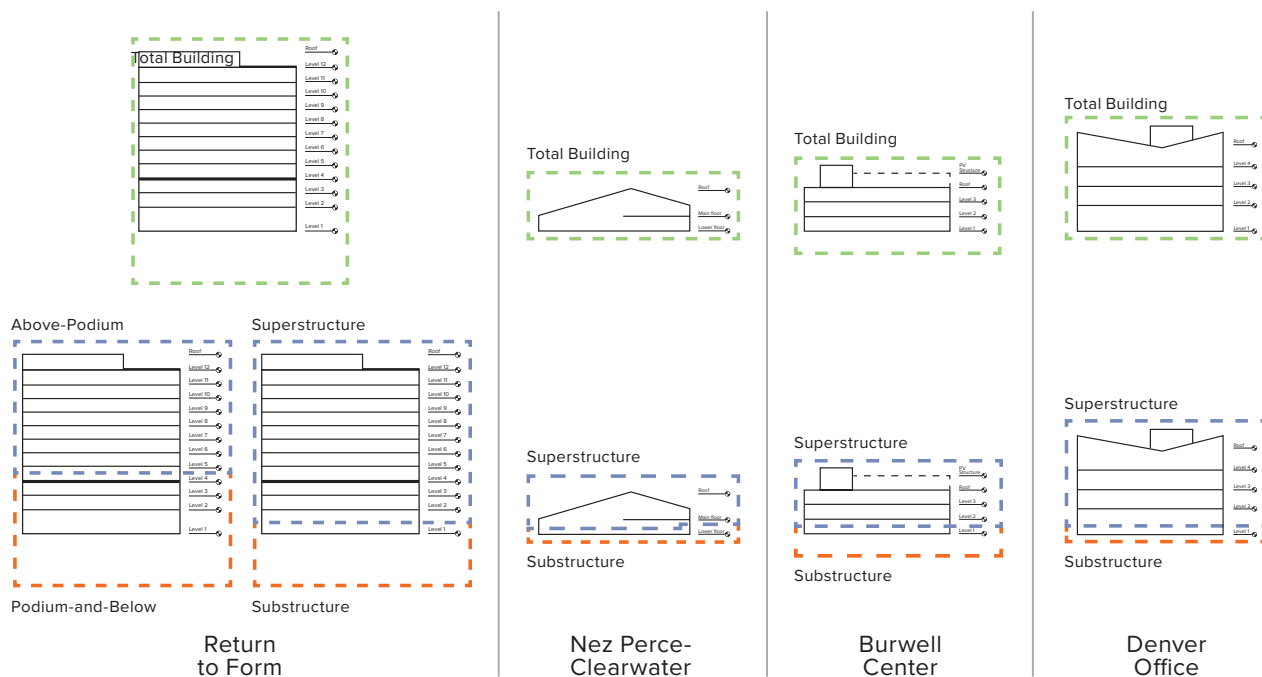 Total Building
Roof
Level 12
Level 11
Level 10
Level 9
Level 8
Level 7
Level 6
Level 5
Level 4
Level 3
Level 2
Level 1
Above-Podium
Roof
Level 12
Level 11
Level 10
Level 9
Level 8
Level 7
Level 6
Level 5
Level 4
Level 3
Level 2
Level 1
Podium-and-Below
Superstructure
Roof
Level 12
Level 11
Level 10
Level 9
Level 8
Level 7
Level 6
Level 5
Level 4
Level 3
Level 2
Level 1
Substructure
Return
to Form
Total Building
Roof
Main floor
Lower floor
Superstructure
Roof
Main floor
Lower floor
Substructure
Nez Perce-
Clearwater
Total Building
PV
Structure
Roof
Level 3
Level 2
Level 1
Superstructure
PV
Structure
Roof
Level 3
Level 2
Level 1
Substructure
Burwell
Center
Total Building
Roof
Level 4
Level 3
Level 2
Level 1
Superstructure
Roof
Level 4
Level 3
Level 2
Level 1
Substructure
Denver
Office